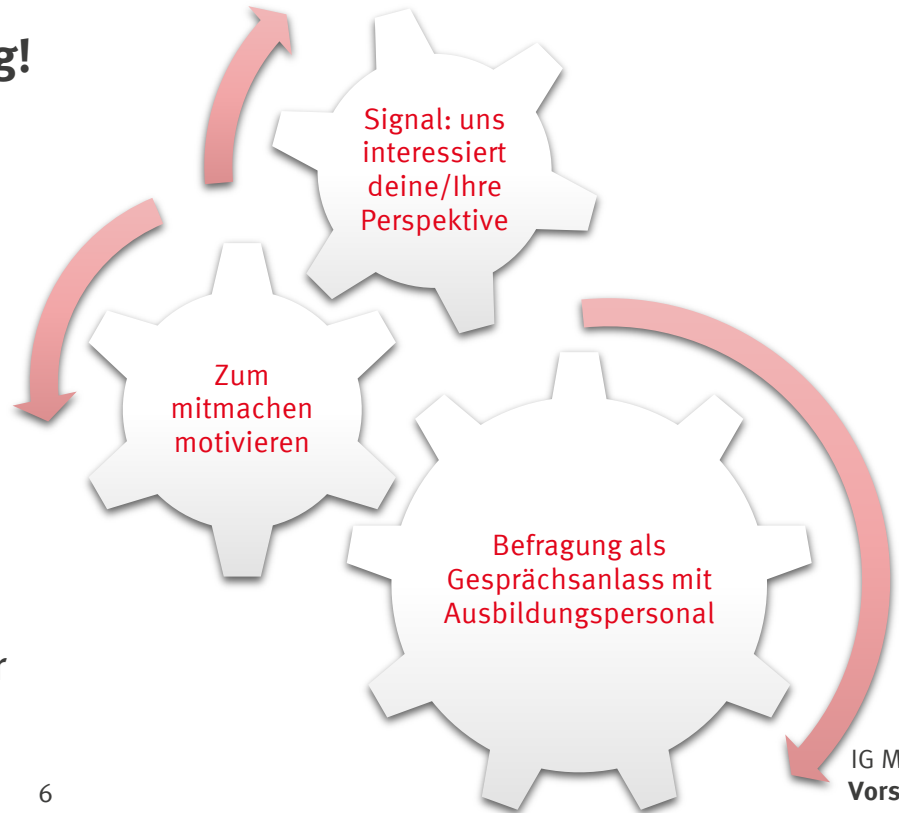 g!
Signal: uns
interessiert
deine/Ihre
Perspektive
Zum
mitmachen
motivieren
Befragung als
Gesprächsanlass mit
Ausbildungspersonal
r
6
IG M
Vors